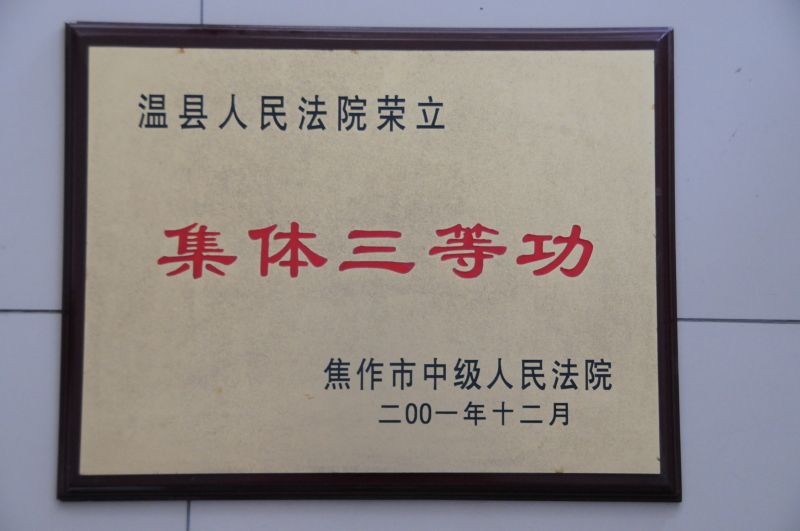 温县人民法院荣立
集体三等功
焦作市中级人民法院
二00一年十二月